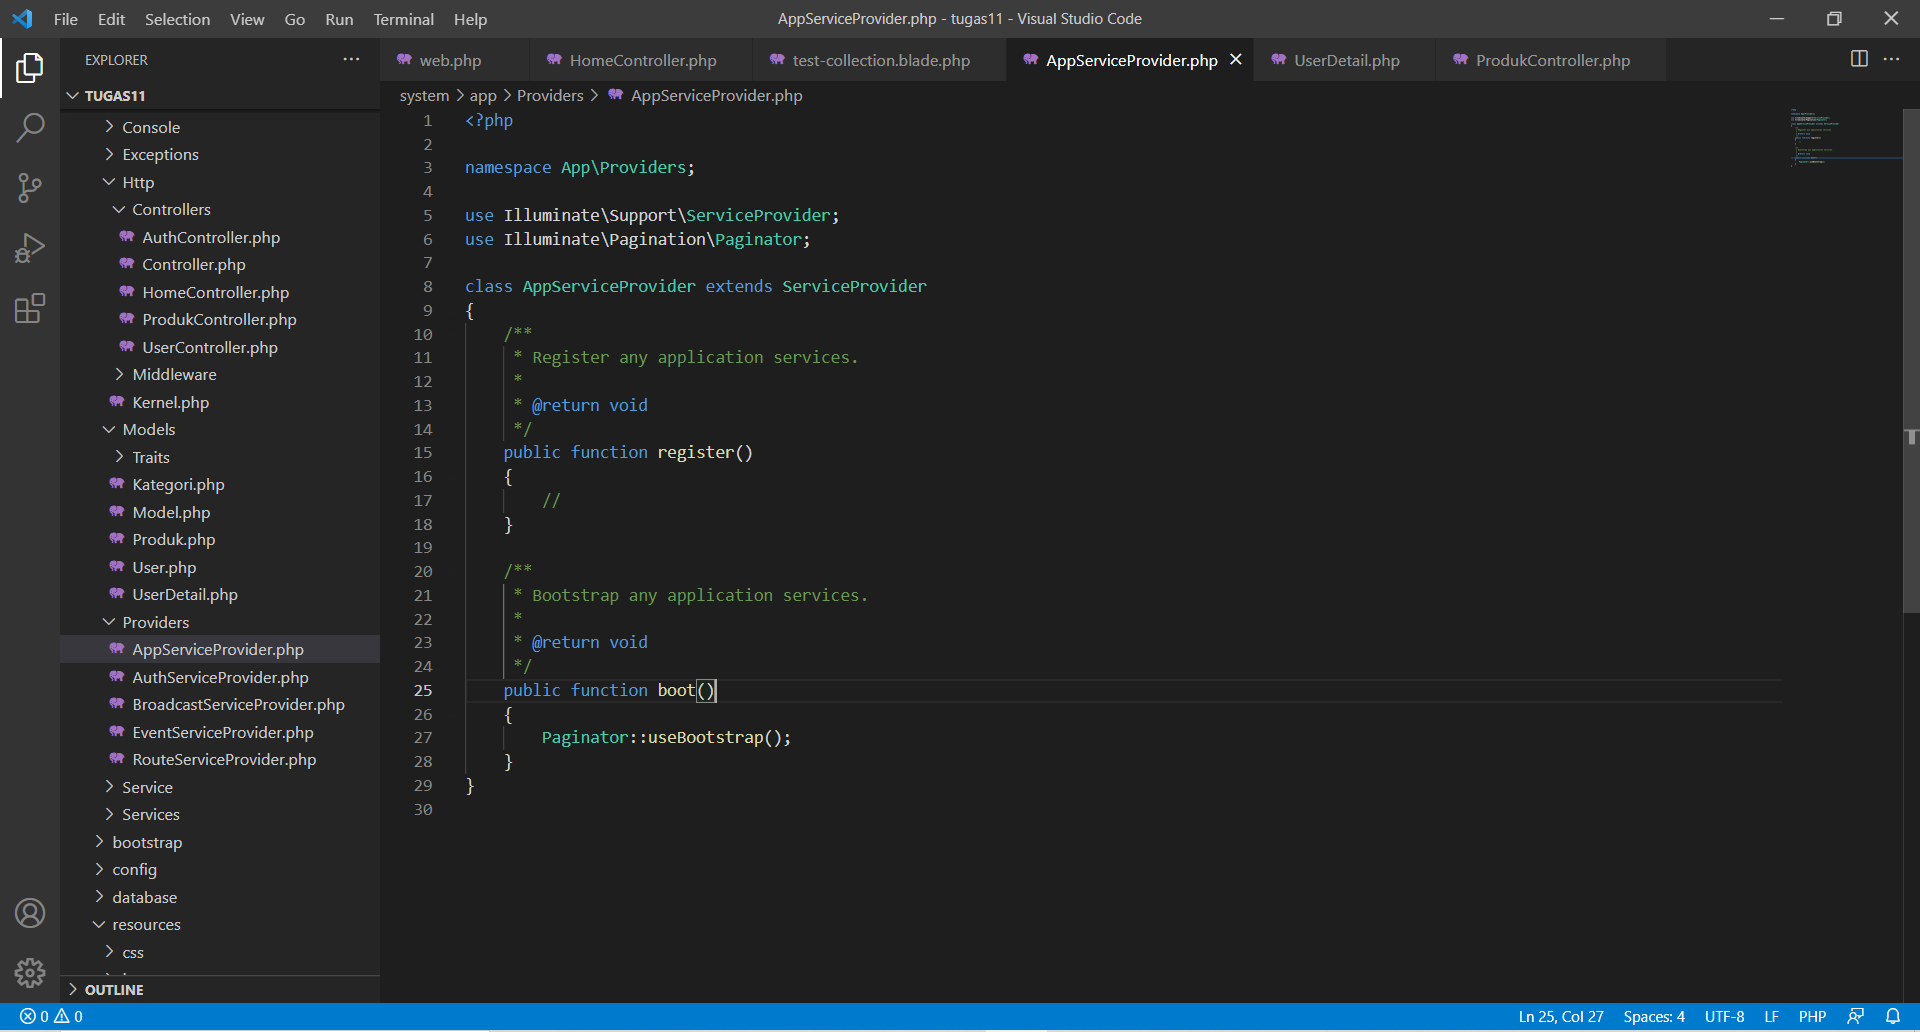 File Edit Selection View Go Run Terminal Help
AppServiceProvider.php - tugas11 - Visual Studio Code
EXPLORER
TUGAS11
Console
Exceptions
Http
Controllers
AuthController.php
Controller.php
HomeController.php
ProdukController.php
UserController.php
Middleware
Kernel.php
Models
Traits
Kategori.php
Model.php
Produk.php
User.php
UserDetail.php
Providers
AppServiceProvider.php
AuthServiceProvider.php
BroadcastServiceProvider.php
EventServiceProvider.php
RouteServiceProvider.php
Service
Services
bootstrap
config
database
resources
css
OUTLINE
web.php HomeController.php test-collection.blade.php AppServiceProvider.php UserDetail.php ProdukController.php
system > app > Providers > AppServiceProvider.php
1 <?php
2
3 namespace App\Providers;
4
5 use Illuminate\Support\ServiceProvider;
6 use Illuminate\Pagination\Paginator;
7
8 class AppServiceProvider extends ServiceProvider
9 {
10 /**
11 * Register any application services.
12 *
13 * @return void
14 */
15 public function register()
16 {
17 //
18 }
19
20 /**
21 * Bootstrap any application services.
22 *
23 * @return void
24 */
25 public function boot()
26 {
27 Paginator::useBootstrap();
28 }
29 }
30
0 0
Ln 25, Col 27 Spaces: 4 UTF-8 LF PHP